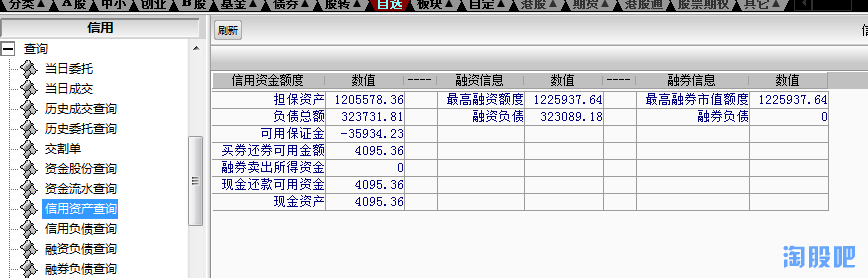 分类▲ A股 中小 创业 B股 基金▲ 债券▲ 股转▲ 自选 板块▲ 自定▲ 港股▲ 期货▲ 港股通 股票期权 其它▲
信用
刷新
查询
当日委托
当日成交
历史成交查询
历史委托查询
交割单
资金股份查询
资金流水查询
信用资产查询
信用负债查询
融资负债查询
融券负债查询
信用资金额度 数值 ---- 融资信息 数值 ---- 融券信息 数值
担保资产 1205578.36 最高融资额度 1225937.64 最高融券市值额度 1225937.64
负债总额 323731.81 融资负债 323089.18 融券负债 0
可用保证金 -35934.23
买券还券可用金额 4095.36
融券卖出所得资金 0
现金还款可用资金 4095.36
现金资产 4095.36
淘股吧